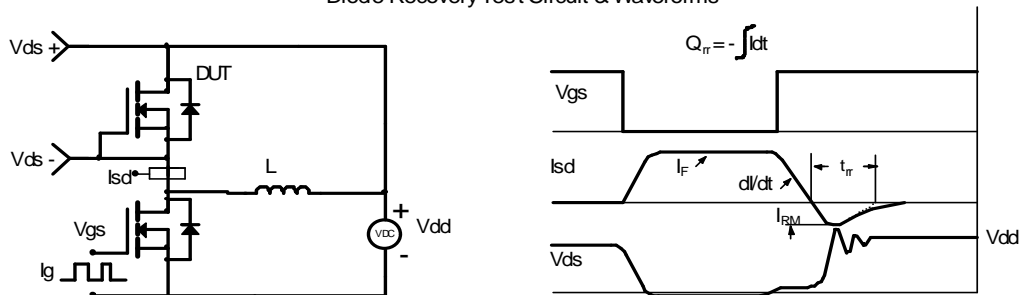 Diode Recovery Test Circuit & Waveforms
Vds +
DUT
Vds -
Isd
L
Vgs
Ig
VDC
+
-
Vdd
Qrr = - ∫Idt
Vgs
Isd
IF
dI/dt
trr
IRM
Vdd
Vds